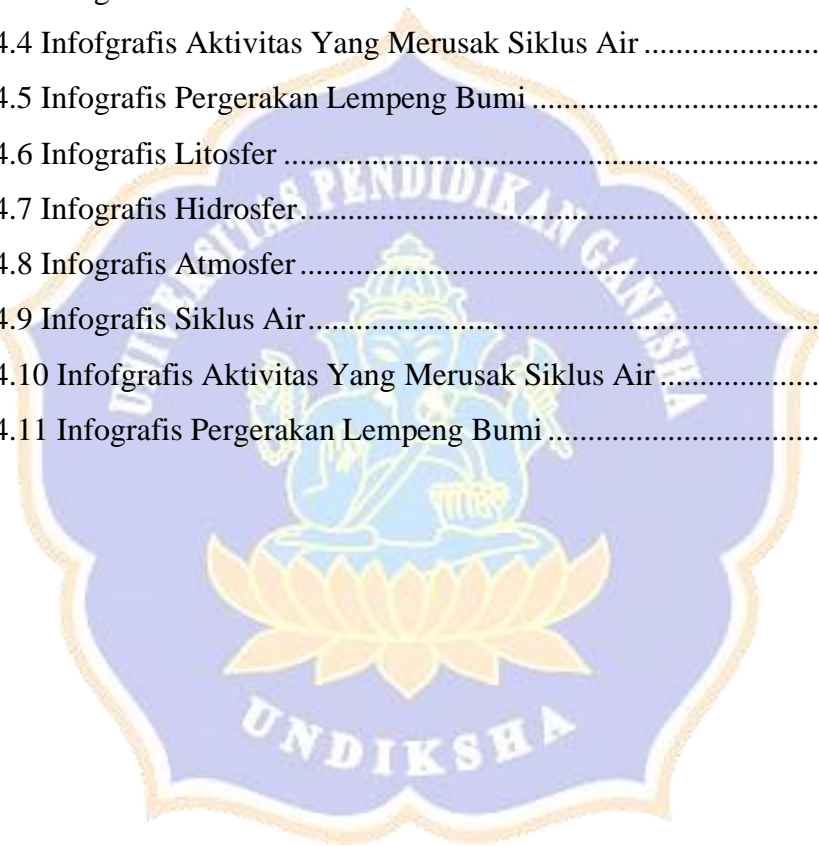 4.4 Infofgrafis Aktivitas Yang Merusak Siklus Air ......................
4.5 Infografis Pergerakan Lempeng Bumi .....................................
4.6 Infografis Litosfer ....................................................................
4.7 Infografis Hidrosfer..................................................................
4.8 Infografis Atmosfer ..................................................................
4.9 Infografis Siklus Air .................................................................
4.10 Infofgrafis Aktivitas Yang Merusak Siklus Air ....................
4.11 Infografis Pergerakan Lempeng Bumi ...................................
UNIVERSITAS PENDIDIKAN GANESHA
UNDIKSHA